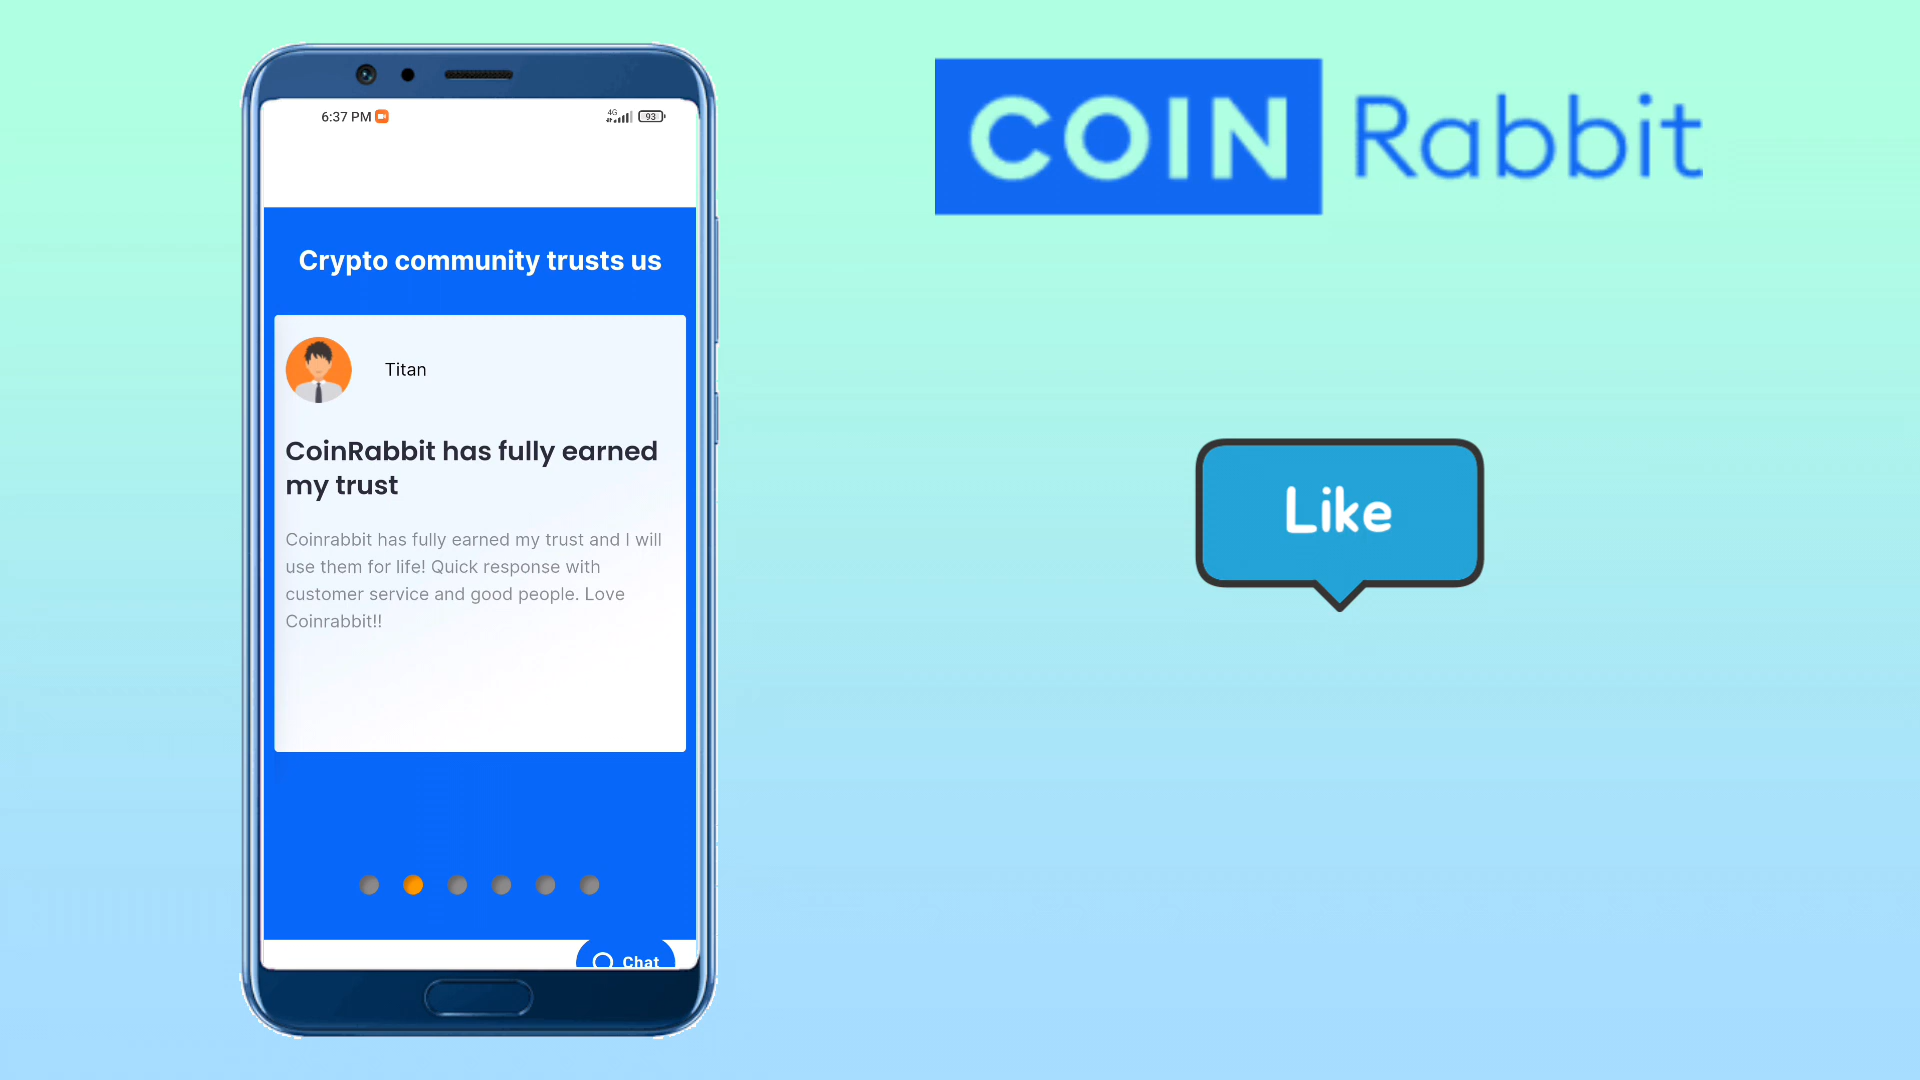 6:37 PM
4G
93
Crypto community trusts us
Titan
CoinRabbit has fully earned
my trust
Coinrabbit has fully earned my trust and I will
use them for life! Quick response with
customer service and good people. Love
Coinrabbit!!
Chat
COIN Rabbit
Like